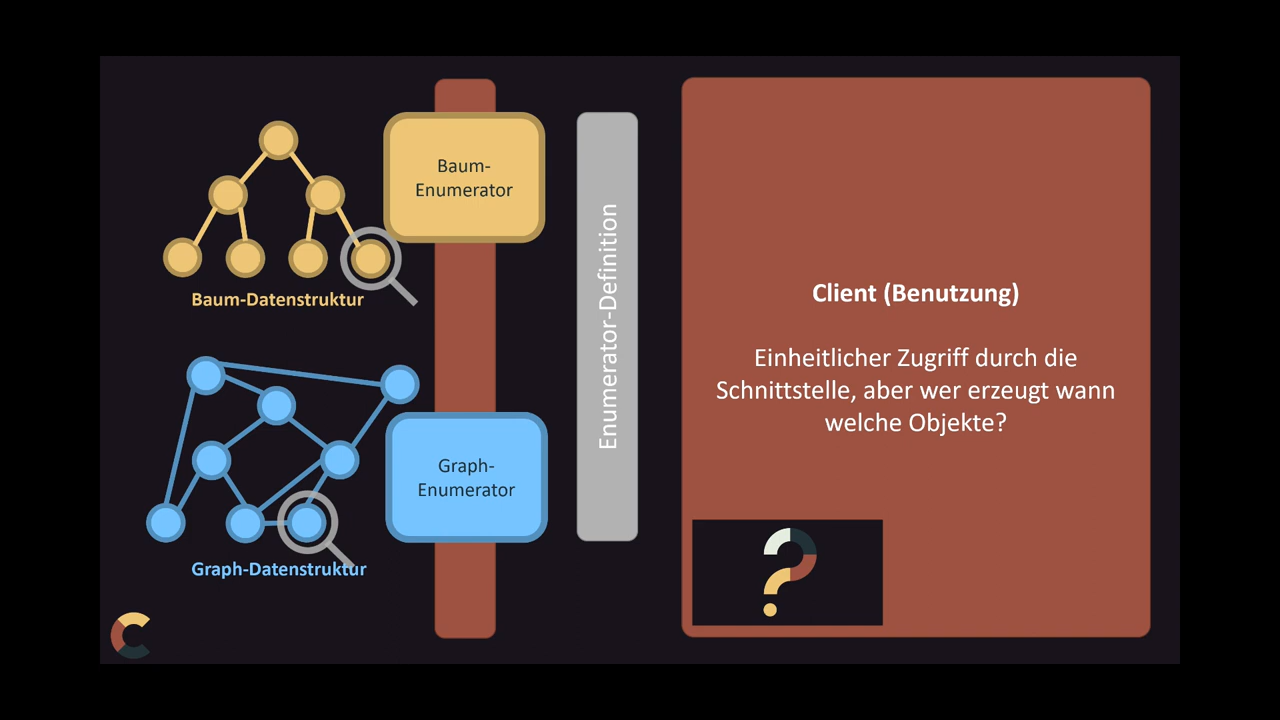 Baum-
Enumerator
Baum-Datenstruktur
Graph-
Enumerator
Graph-Datenstruktur
Enumerator-Definition
Client (Benutzung)
Einheitlicher Zugriff durch die
Schnittstelle, aber wer erzeugt wann
welche Objekte?
?